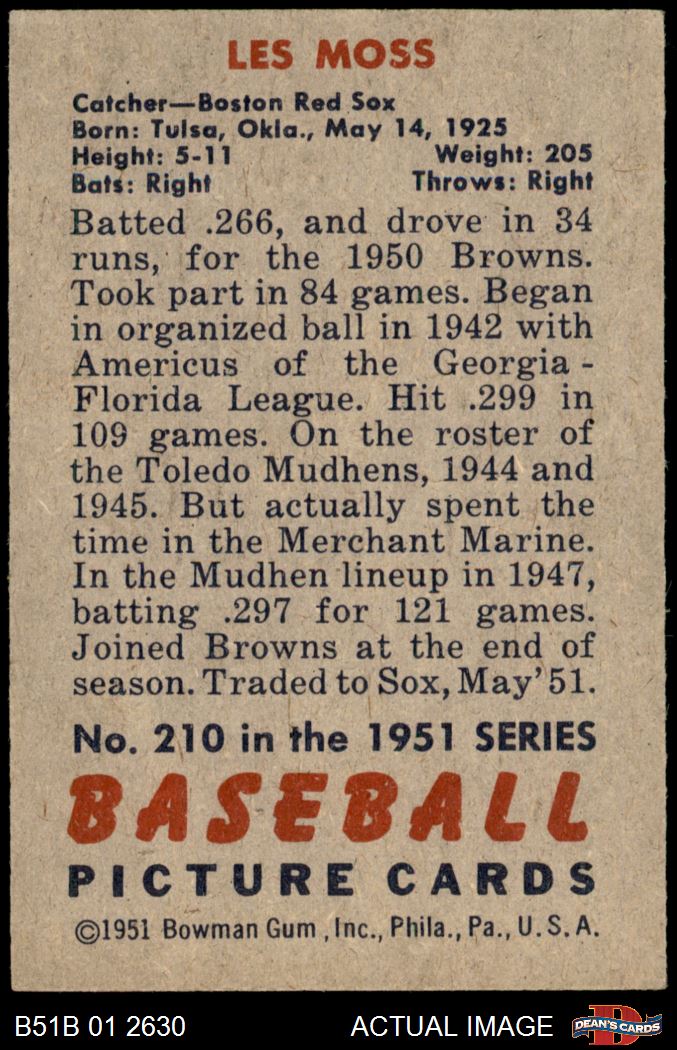 LES MOSS
Catcher—Boston Red Sox
Born: Tulsa, Okla., May 14, 1925
Height: 5-11 Weight: 205
Bats: Right Throws: Right
Batted .266, and drove in 34
runs, for the 1950 Browns.
Took part in 84 games. Began
in organized ball in 1942 with
Americus of the Georgia -
Florida League. Hit .299 in
109 games. On the roster of
the Toledo Mudhens, 1944 and
1945. But actually spent the
time in the Merchant Marine.
In the Mudhen lineup in 1947,
batting .297 for 121 games.
Joined Browns at the end of
season. Traded to Sox, May '51.
No. 210 in the 1951 SERIES
BASEBALL
PICTURE CARDS
©1951 Bowman Gum, Inc., Phila., Pa., U.S.A.
B51B 01 2630 ACTUAL IMAGE DEAN'S CARDS